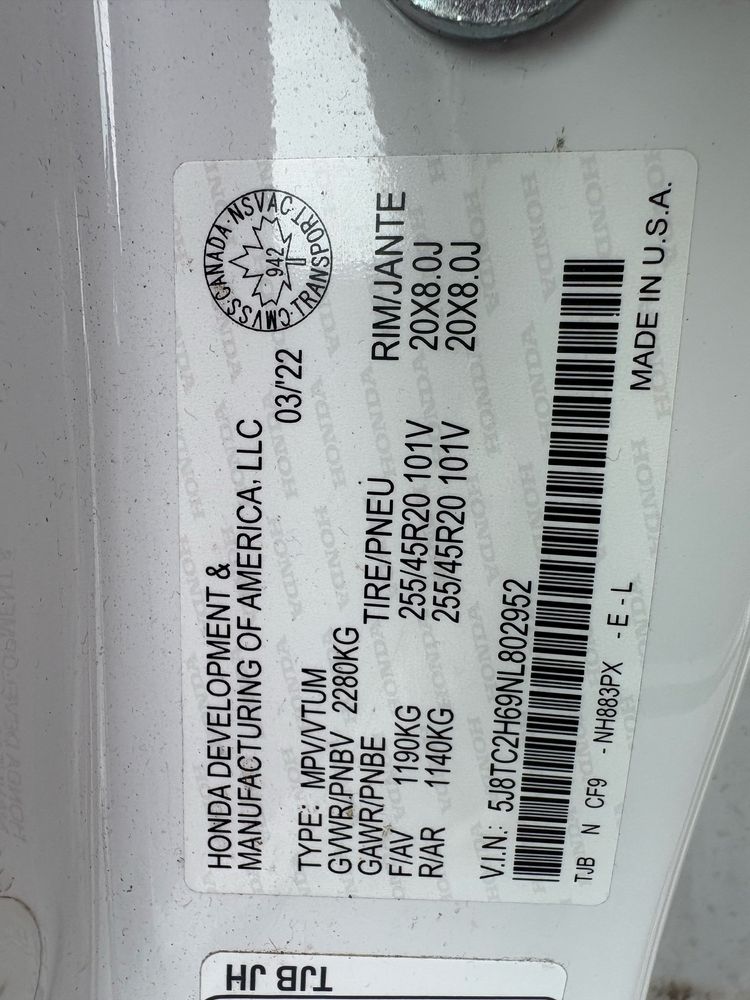 HONDA DEVELOPMENT &
MANUFACTURING OF AMERICA, LLC
03/'22
CMVSS·CANADA·NSVAC·TRANSPORT·
942
TYPE: MPV/VTUM
GVWR/PNBV 2280KG
GAWR/PNBE TIRE/PNEU RIM/JANTE
F/AV 1190KG 255/45R20 101V 20X8.0J
R/AR 1140KG 255/45R20 101V 20X8.0J
V.I.N.: 5J8TC2H69NL802952
TJB N CF9 - NH883PX - E - L
MADE IN U.S.A.
TJB JH